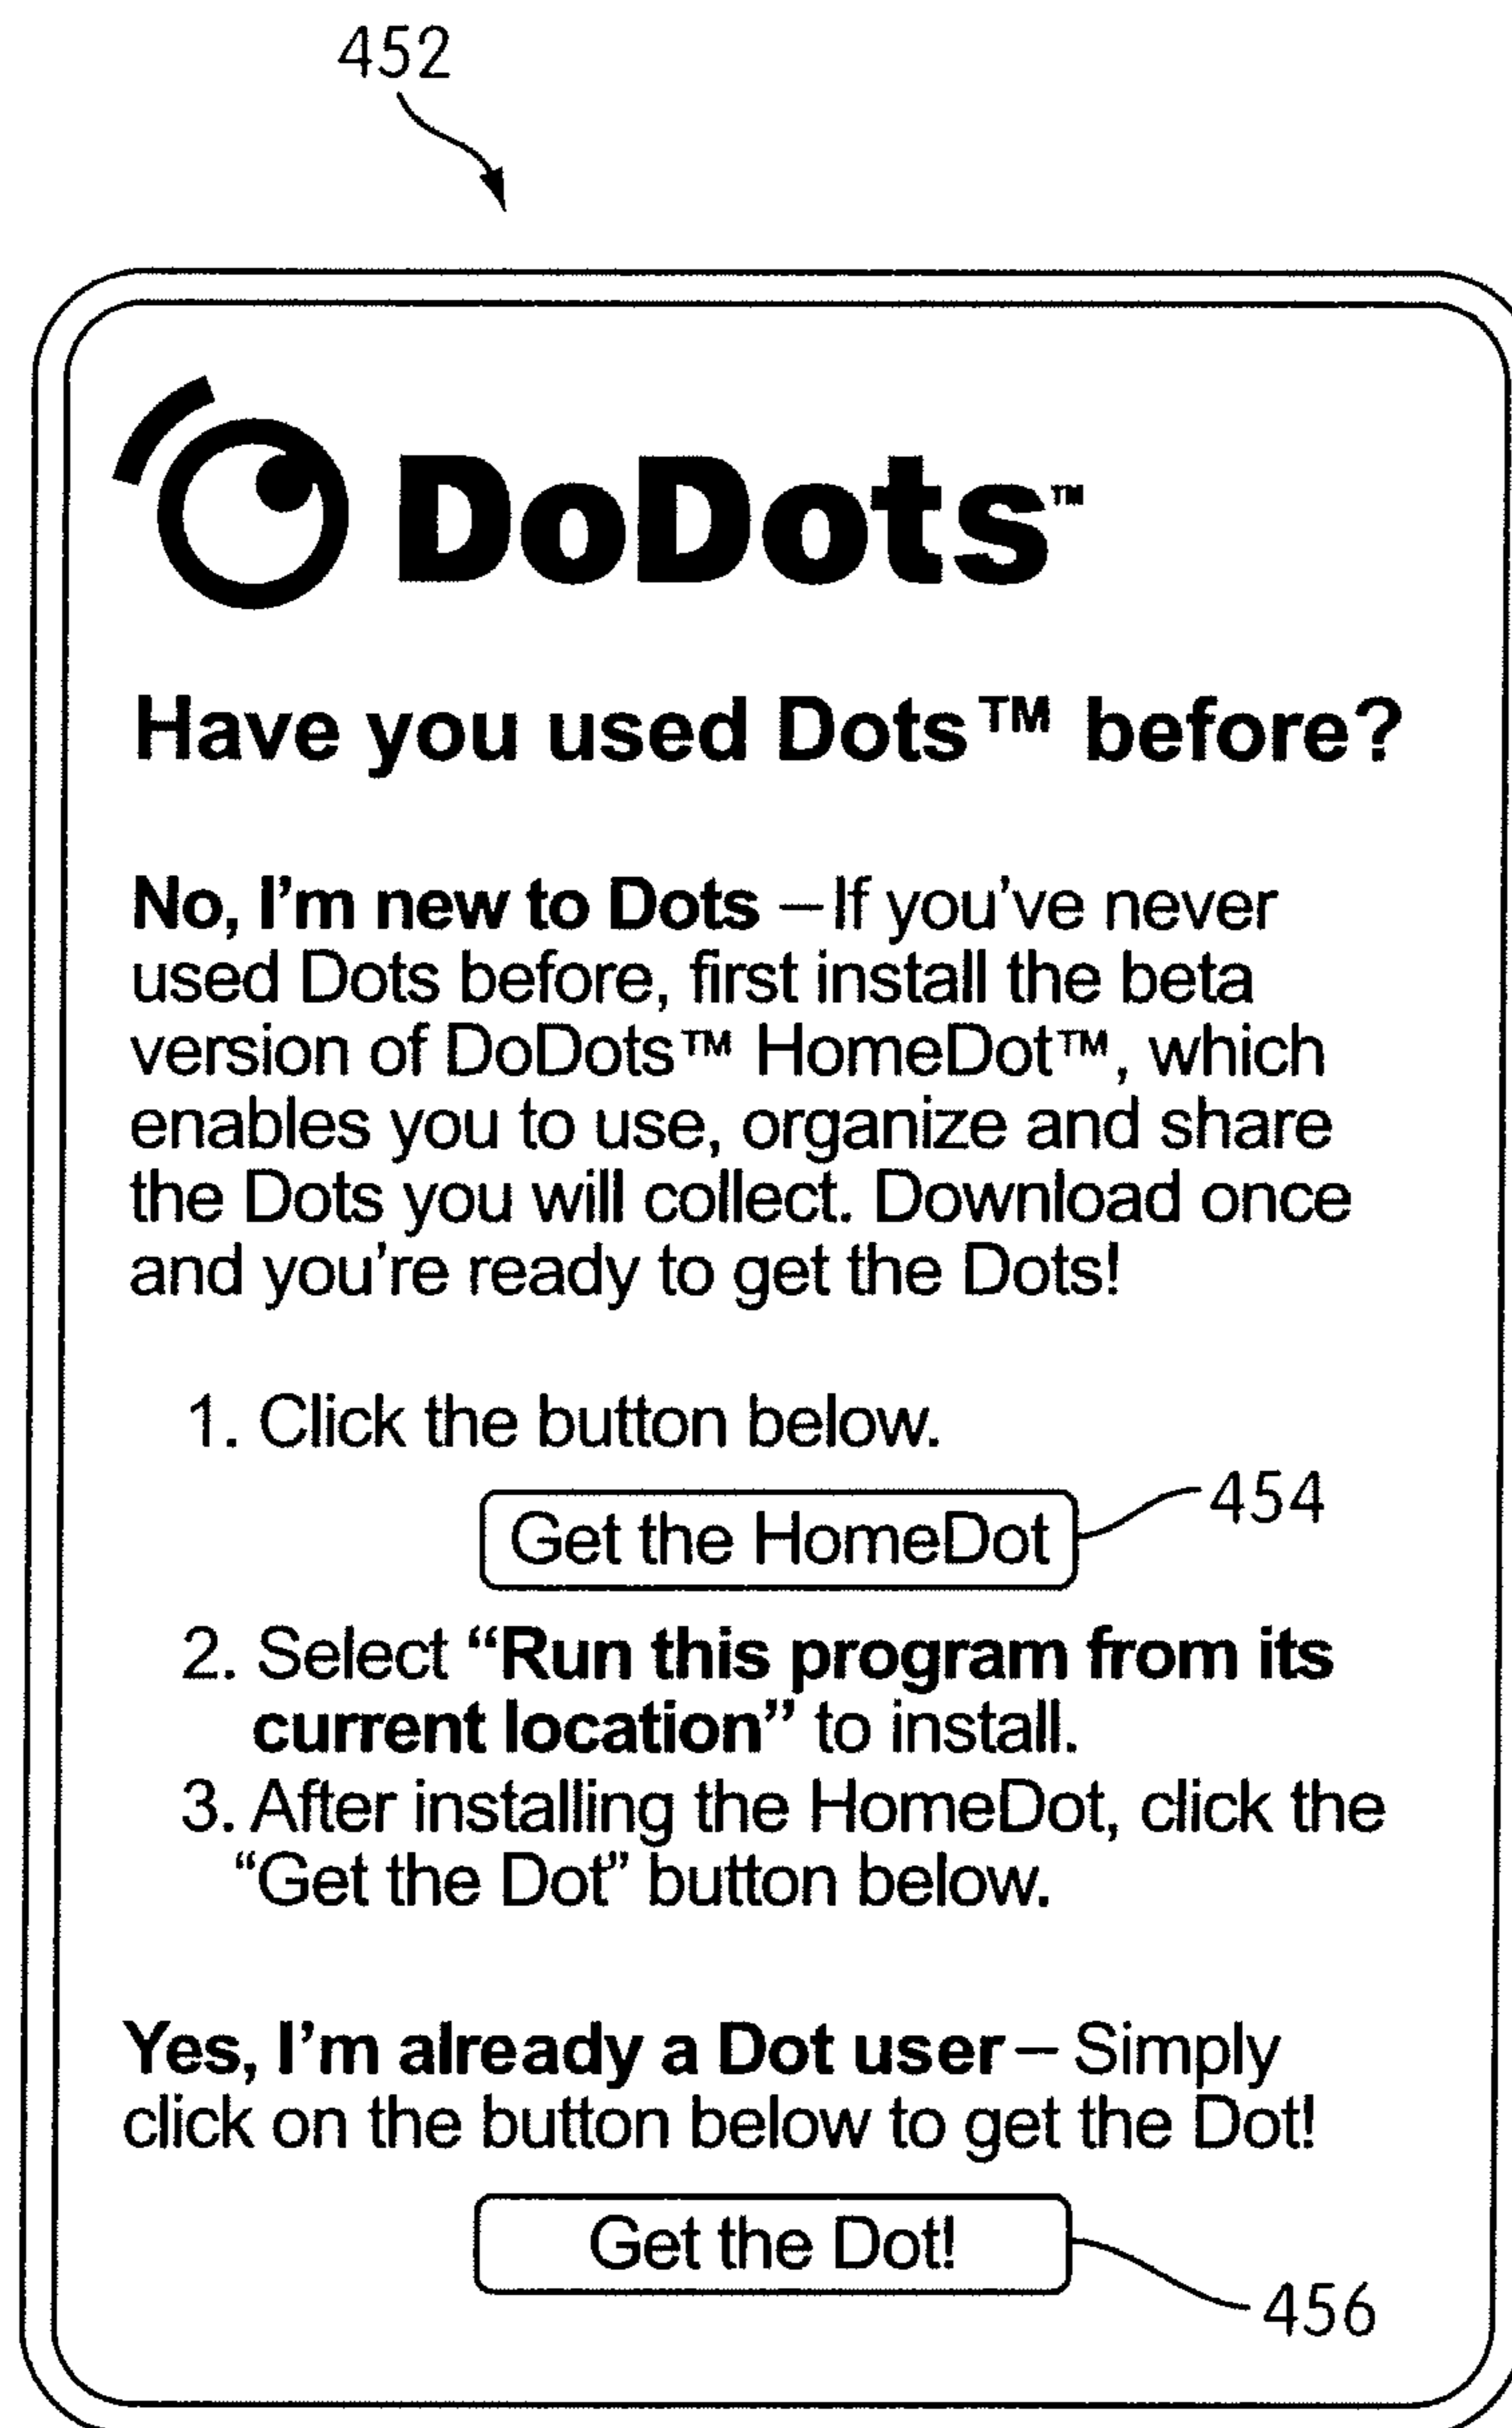 452
DoDots™
Have you used Dots™ before?
No, I'm new to Dots – If you've never
used Dots before, first install the beta
version of DoDots™ HomeDot™, which
enables you to use, organize and share
the Dots you will collect. Download once
and you're ready to get the Dots!
1. Click the button below.
Get the HomeDot 454
2. Select “Run this program from its
current location” to install.
3. After installing the HomeDot, click the
“Get the Dot” button below.
Yes, I'm already a Dot user – Simply
click on the button below to get the Dot!
Get the Dot!
456